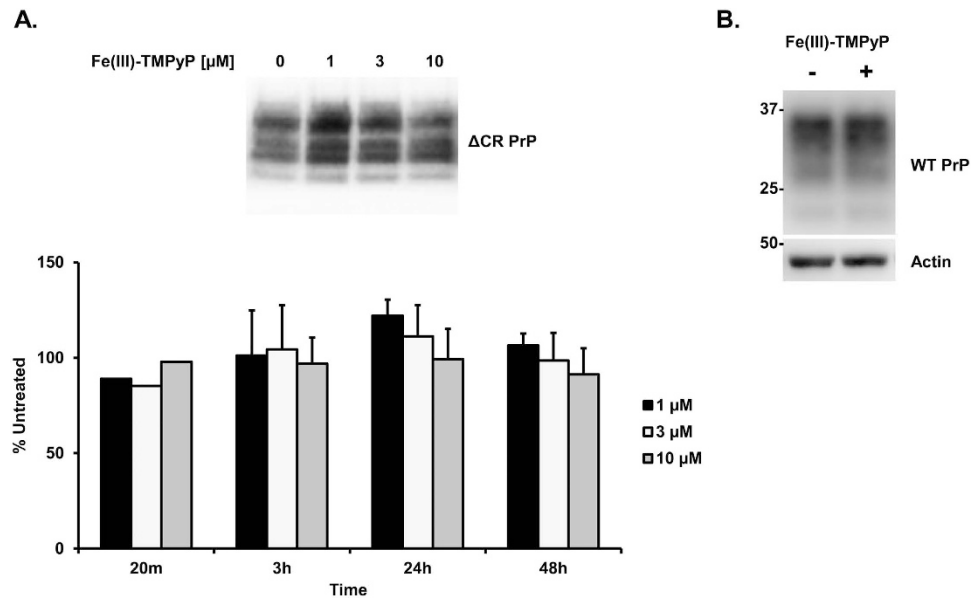 A.
Fe(III)-TMPyP [µM] 0 1 3 10
ΔCR PrP
150
100
50
0
% Untreated
20m 3h 24h 48h
Time
1 µM
3 µM
10 µM
B.
Fe(III)-TMPyP
- +
37-
25-
WT PrP
50-
Actin